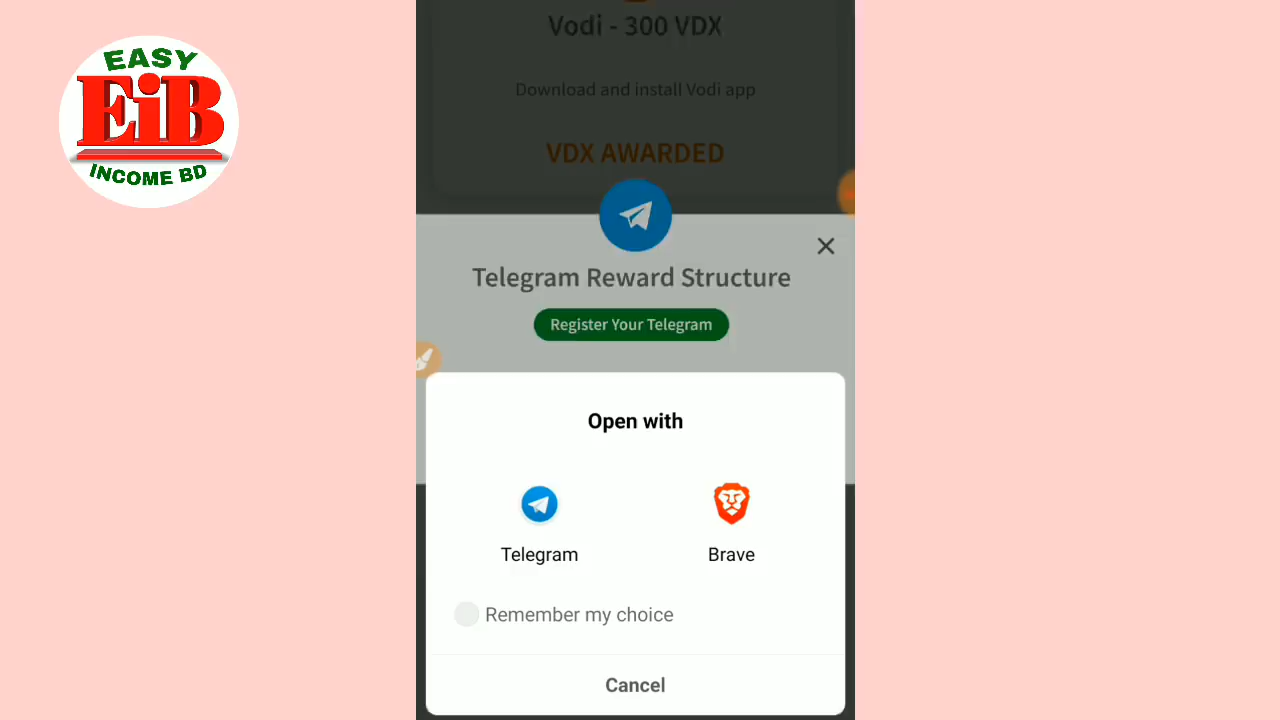 EASY
EiB
INCOME BD
Vodi - 300 VDX
Download and install Vodi app
VDX AWARDED
Telegram Reward Structure
Register Your Telegram
Open with
Telegram
Brave
Remember my choice
Cancel